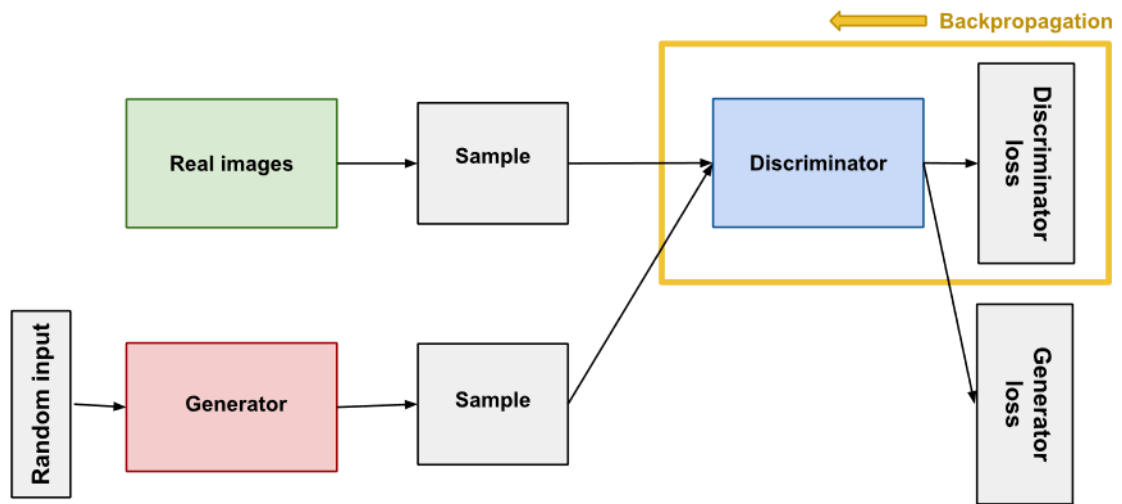 Backpropagation
Real images
Sample
Discriminator
Discriminator
loss
Random input
Generator
Sample
Generator
loss